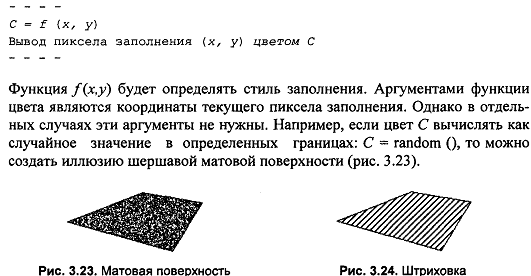 - - - -
C = f (x, y)
Вывод пиксела заполнения (x, y) цветом C
- - - -
Функция f(x,y) будет определять стиль заполнения. Аргументами функции
цвета являются координаты текущего пиксела заполнения. Однако в отдель-
ных случаях эти аргументы не нужны. Например, если цвет C вычислять как
случайное значение в определенных границах: C = random (), то можно
создать иллюзию шершавой матовой поверхности (рис. 3.23).
Рис. 3.23. Матовая поверхность
Рис. 3.24. Штриховка